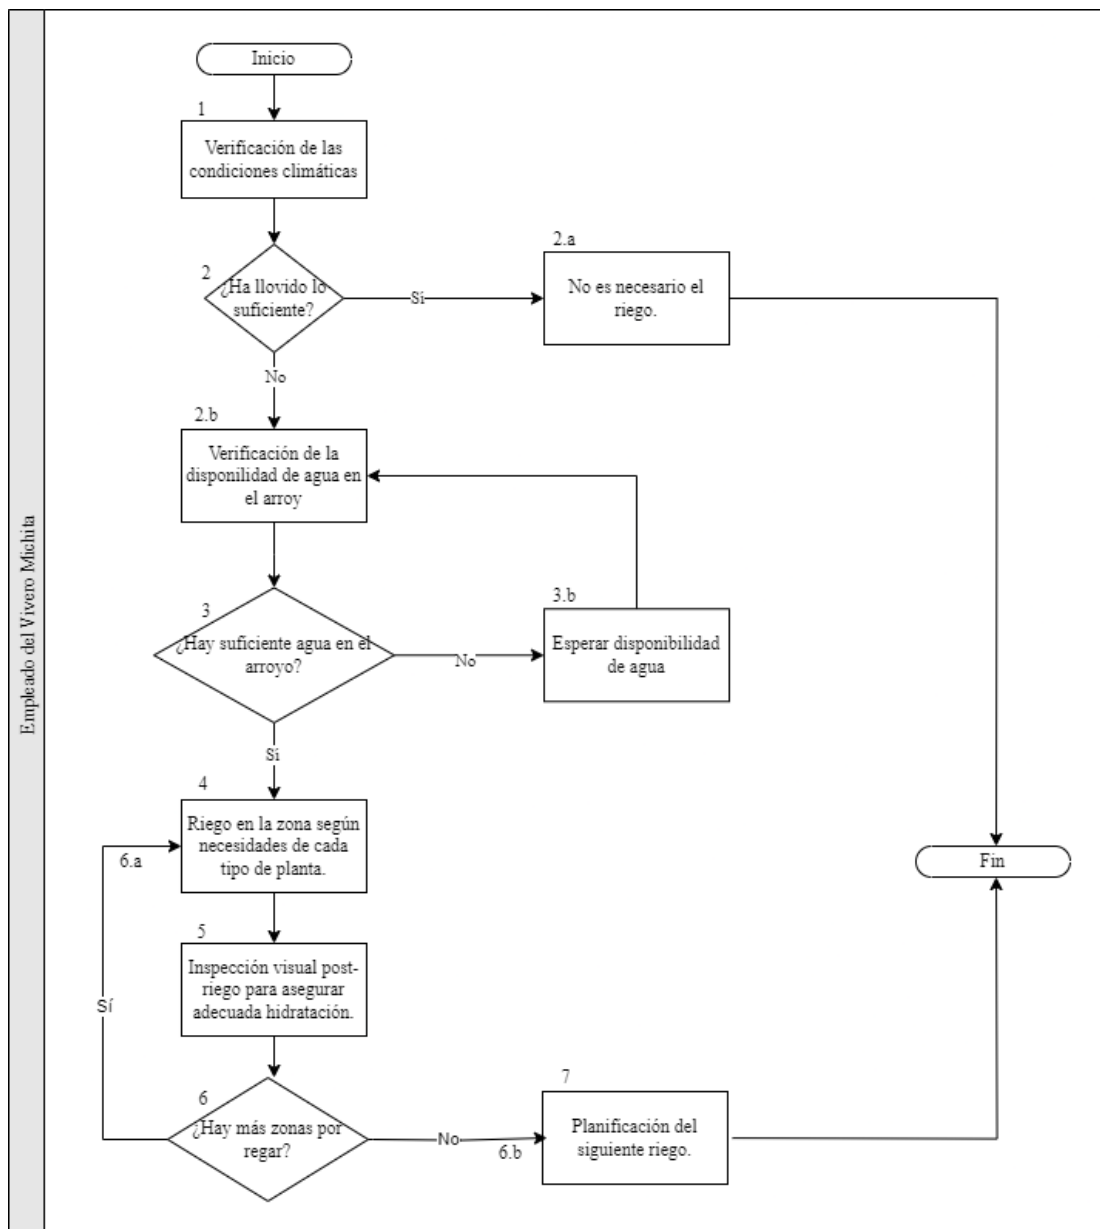 Empleado del Vivero Michita
Inicio
1
Verificación de las
condiciones climáticas
2
¿Ha llovido lo
suficiente?
Sí
2.a
No es necesario el
riego.
No
2.b
Verificación de la
disponilidad de agua en
el arroy
3
¿Hay suficiente agua en el
arroyo?
No
3.b
Esperar disponibilidad
de agua
Sí
4
Riego en la zona según
necesidades de cada
tipo de planta.
6.a
Fin
5
Inspección visual post-
riego para asegurar
adecuada hidratación.
Sí
6
¿Hay más zonas por
regar?
No
6.b
7
Planificación del
siguiente riego.